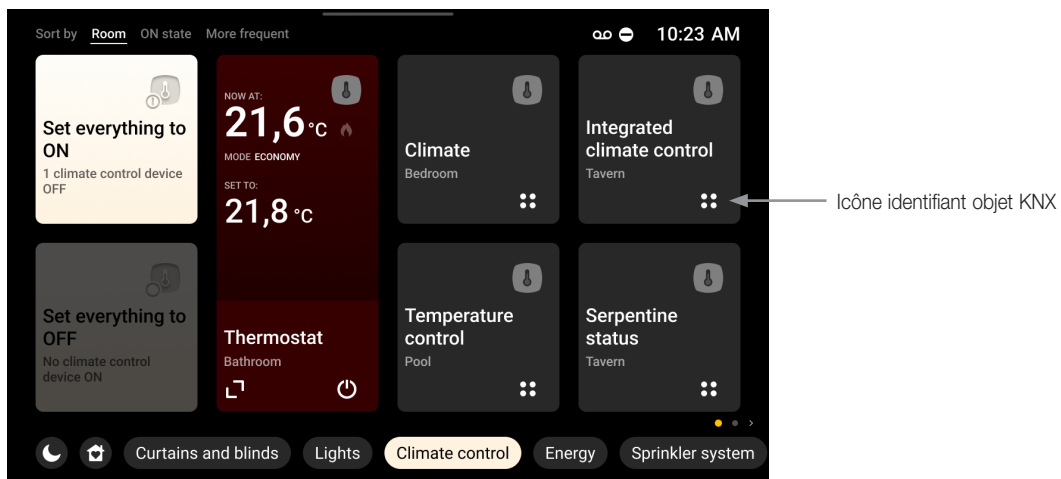 Sort by Room ON state More frequent
10:23 AM
Set everything to
ON
1 climate control device
OFF
NOW AT:
21,6 °C
MODE ECONOMY
SET TO:
21,8 °C
Thermostat
Bathroom
Climate
Bedroom
Integrated
climate control
Tavern
Icône identifiant objet KNX
Set everything to
OFF
No climate control
device ON
Temperature
control
Pool
Serpentine
status
Tavern
Curtains and blinds Lights Climate control Energy Sprinkler system